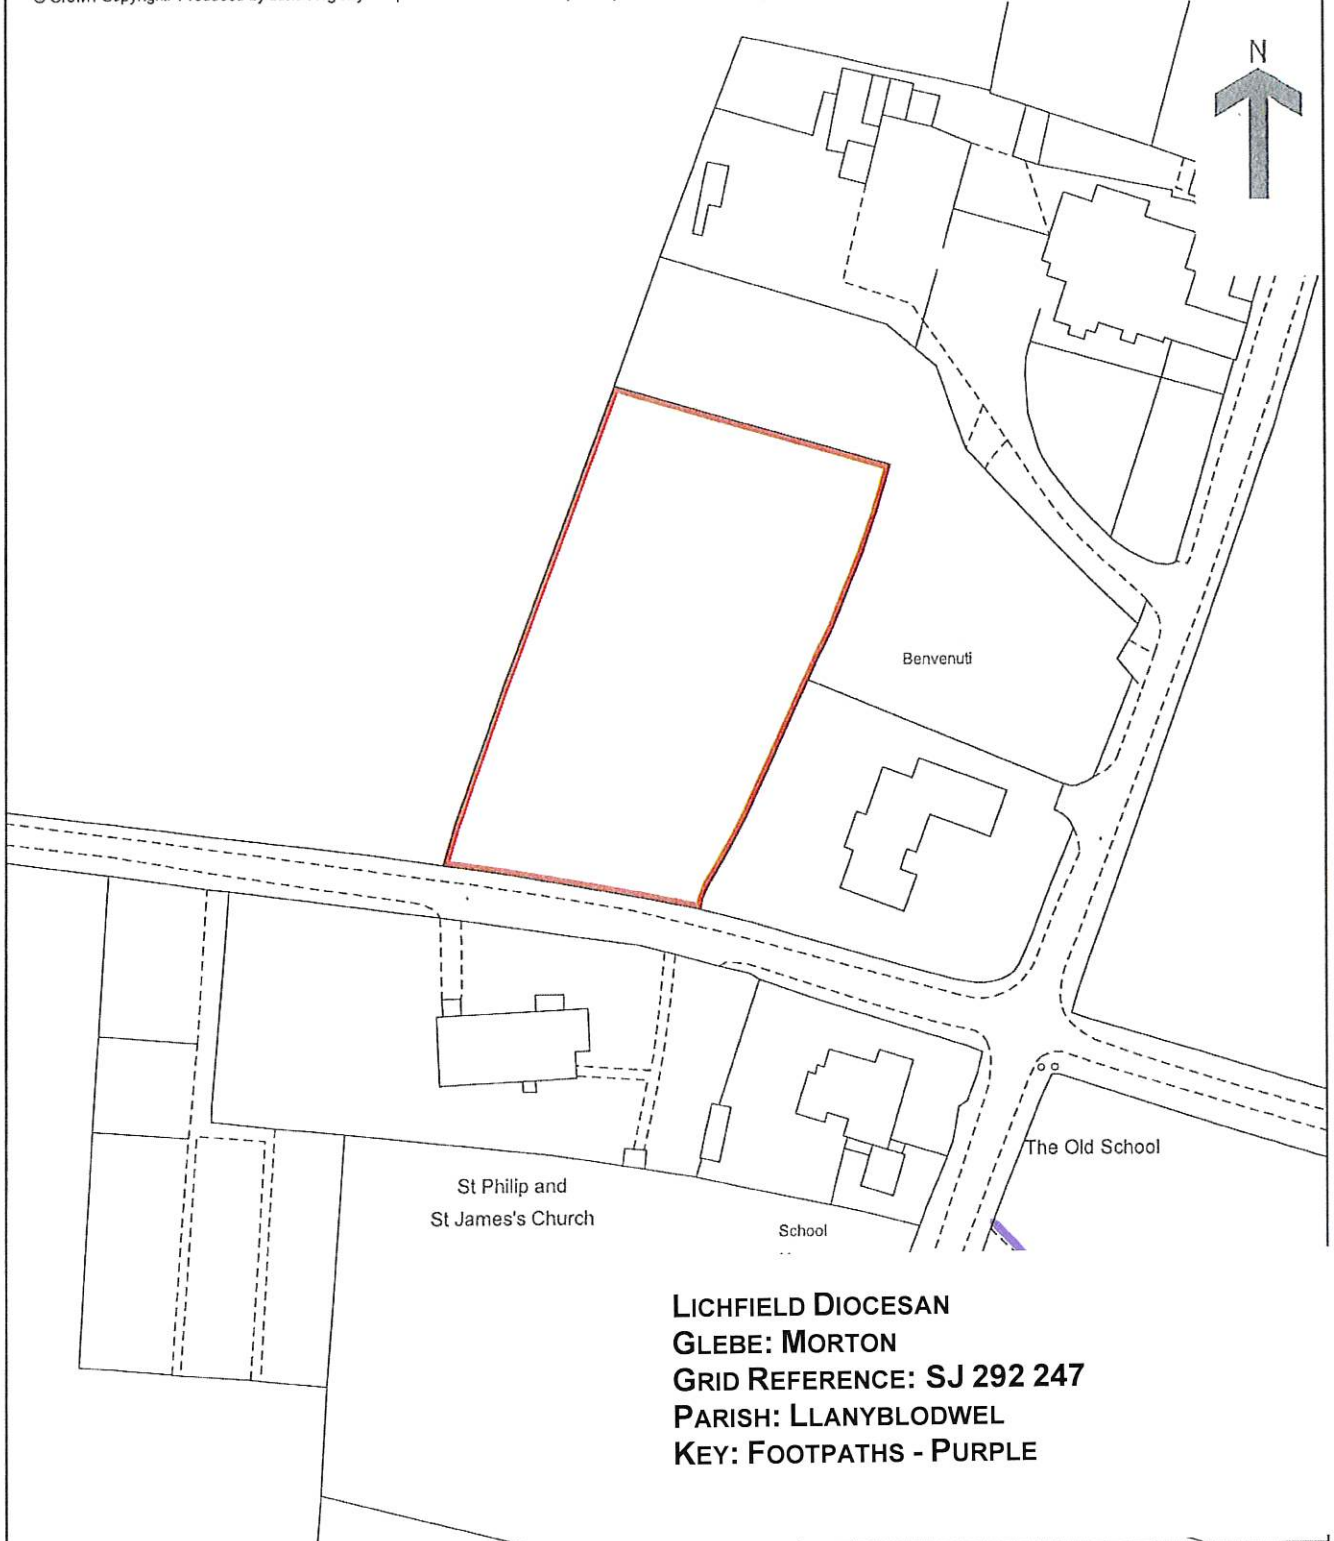 N
Benvenuti
The Old School
St Philip and
St James's Church
School
LICHFIELD DIOCESAN
GLEBE: MORTON
GRID REFERENCE: SJ 292 247
PARISH: LLANYBLODWEL
KEY: FOOTPATHS - PURPLE